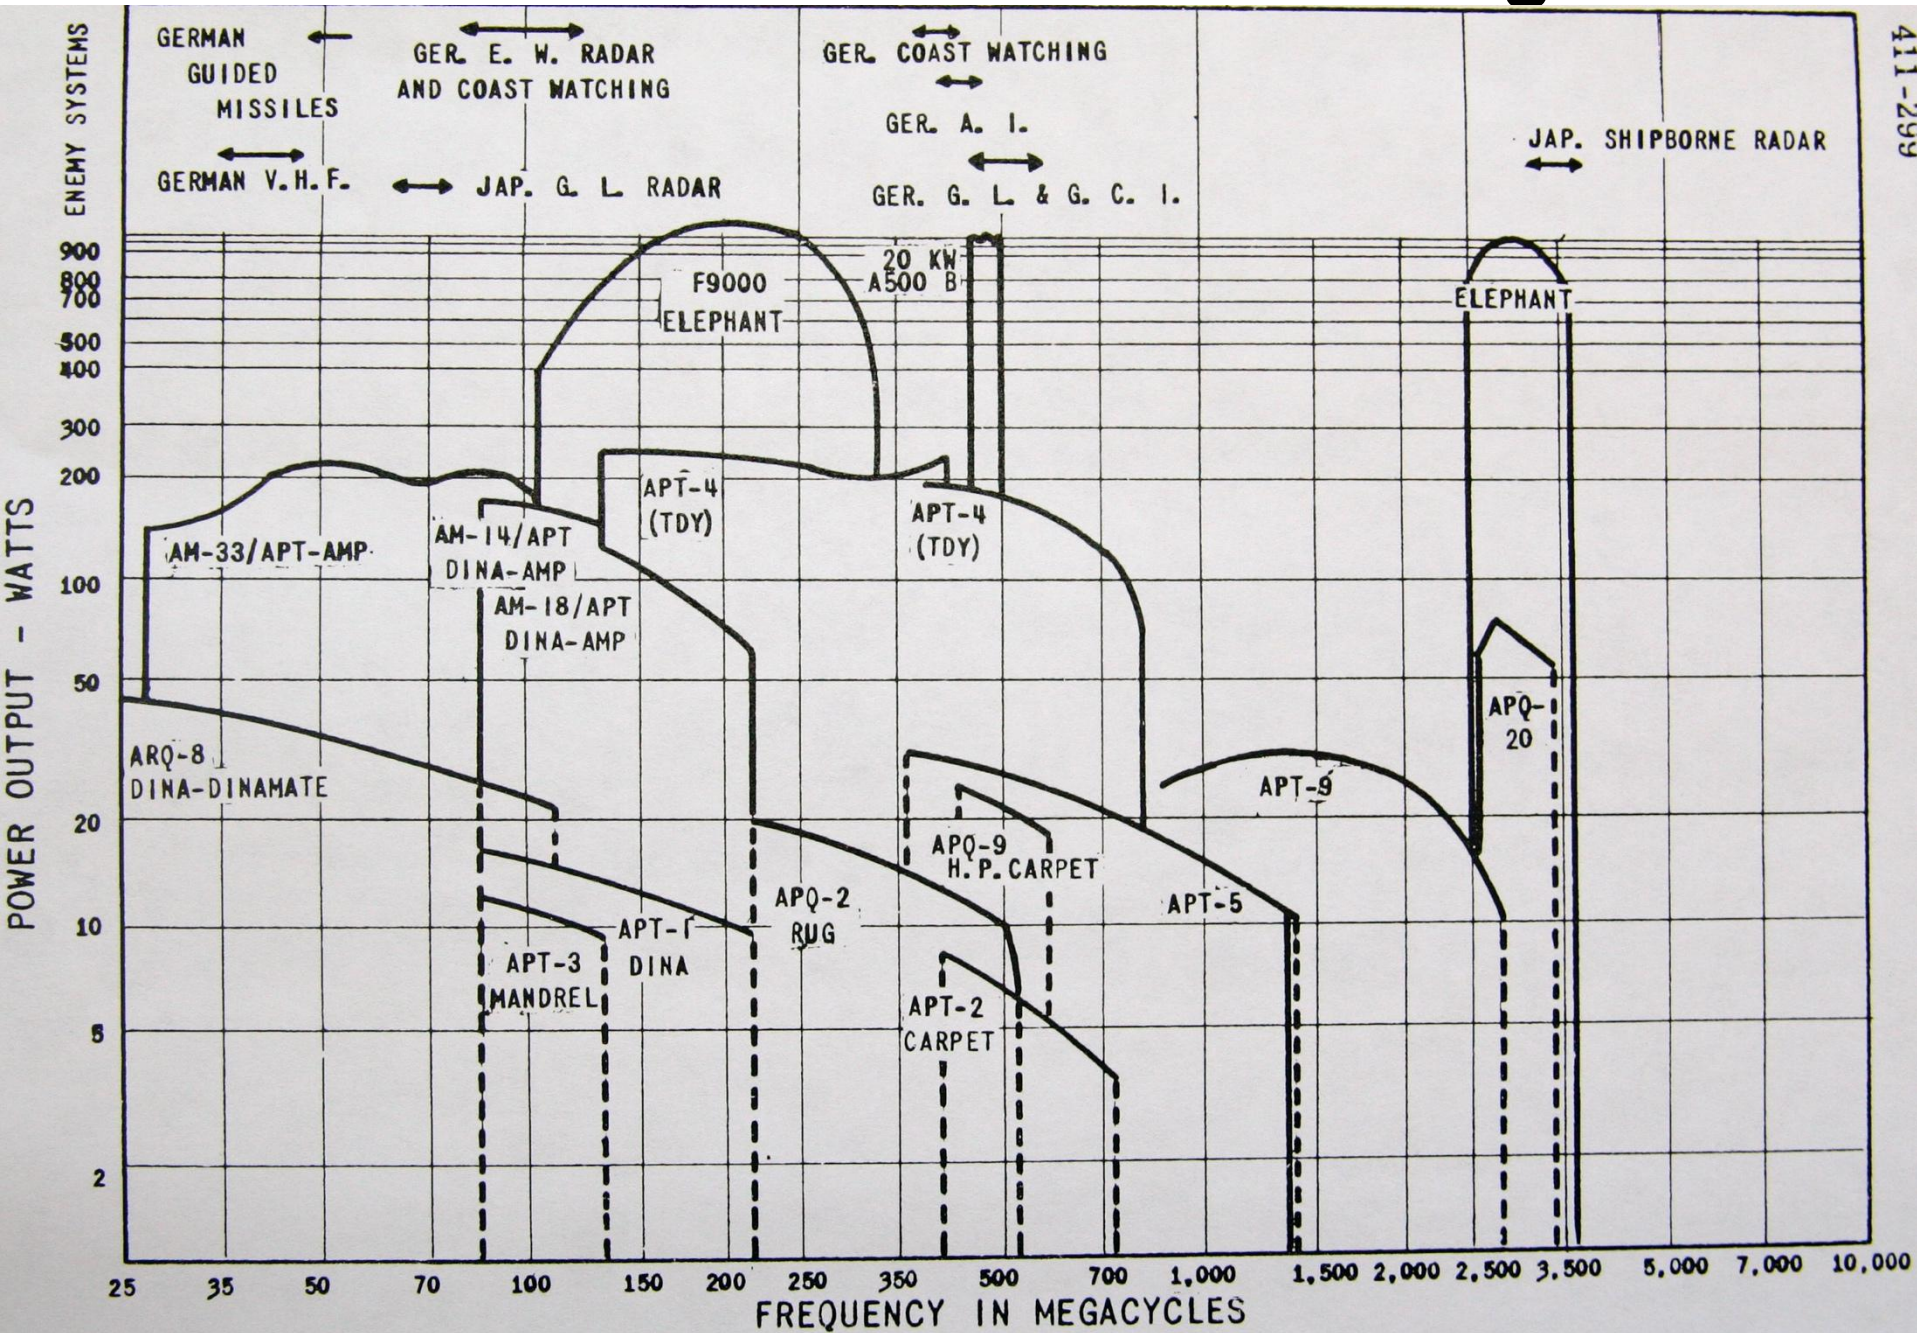 411-299
ENEMY SYSTEMS
GERMAN
GUIDED
MISSILES
GER. E. W. RADAR
AND COAST WATCHING
GER. COAST WATCHING
GER. A. I.
JAP. SHIPBORNE RADAR
GERMAN V.H.F.
JAP. G. L. RADAR
GER. G. L. & G. C. I.
POWER OUTPUT - WATTS
900
800
700
500
400
300
200
100
50
20
10
5
2
F9000
ELEPHANT
20 KW
A500 B
ELEPHANT
APT-4
(TDY)
APT-4
(TDY)
AM-33/APT-AMP
AM-14/APT
DINA-AMP
AM-18/APT
DINA-AMP
APQ-
20
ARQ-8
DINA-DINAMATE
APT-9
APQ-9
H.P. CARPET
APT-5
APQ-2
RUG
APT-1
DINA
APT-3
MANDREL
APT-2
CARPET
25 35 50 70 100 150 200 250 350 500 700 1,000 1,500 2,000 2,500 3,500 5,000 7,000 10,000
FREQUENCY IN MEGACYCLES